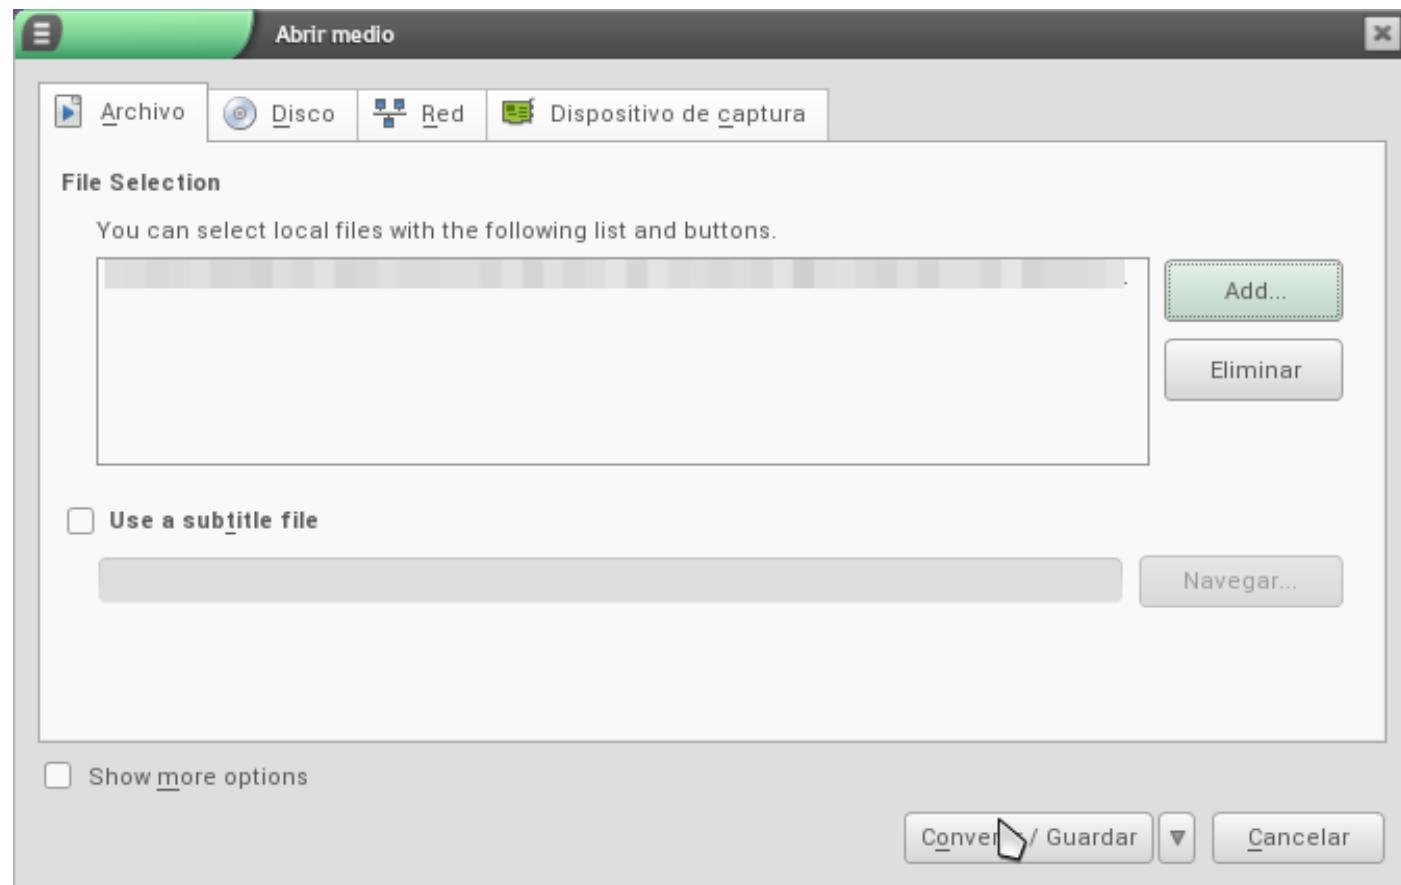 Abrir medio
Archivo Disco Red Dispositivo de captura
File Selection
You can select local files with the following list and buttons.
Add...
Eliminar
Use a subtitle file
Navegar...
Show more options
/ Guardar Cancelar